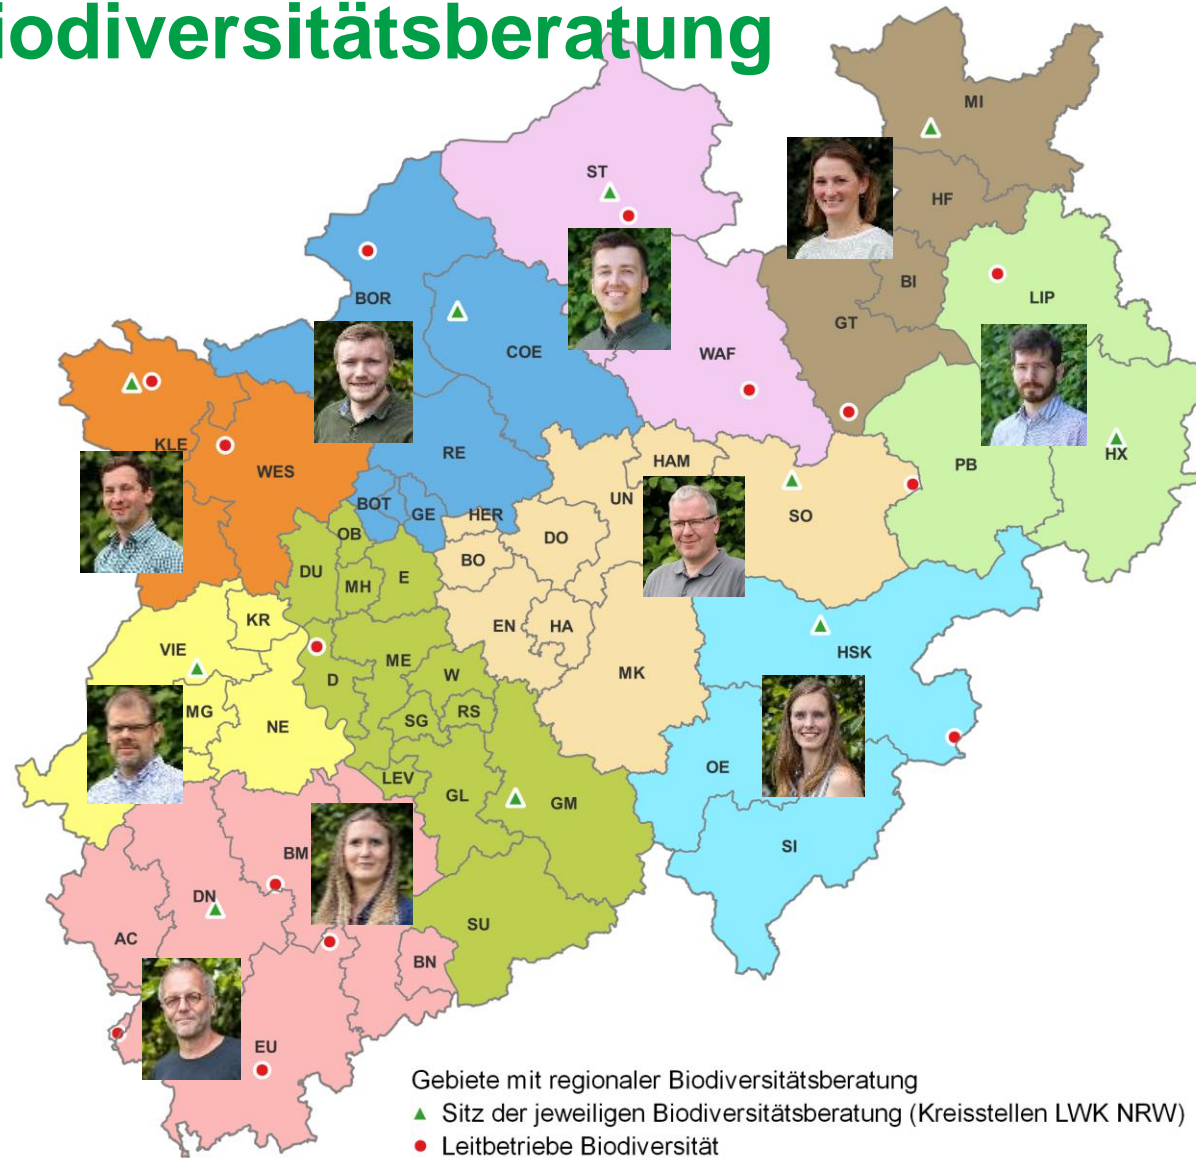 iodiversitätsberatung
MI
ST
HF
BI
LIP
BOR
GT
COE
WAF
KLE
WES
RE
HAM
PB
HX
UN
BOT
GE
HER
SO
OB
DO
DU
MH
E
BO
KR
EN
HA
VIE
HSK
ME
W
MK
D
MG
NE
SG
RS
OE
LEV
GL
GM
BM
SI
DN
SU
AC
BN
EU
Gebiete mit regionaler Biodiversitätsberatung
Sitz der jeweiligen Biodiversitätsberatung (Kreisstellen LWK NRW)
Leitbetriebe Biodiversität